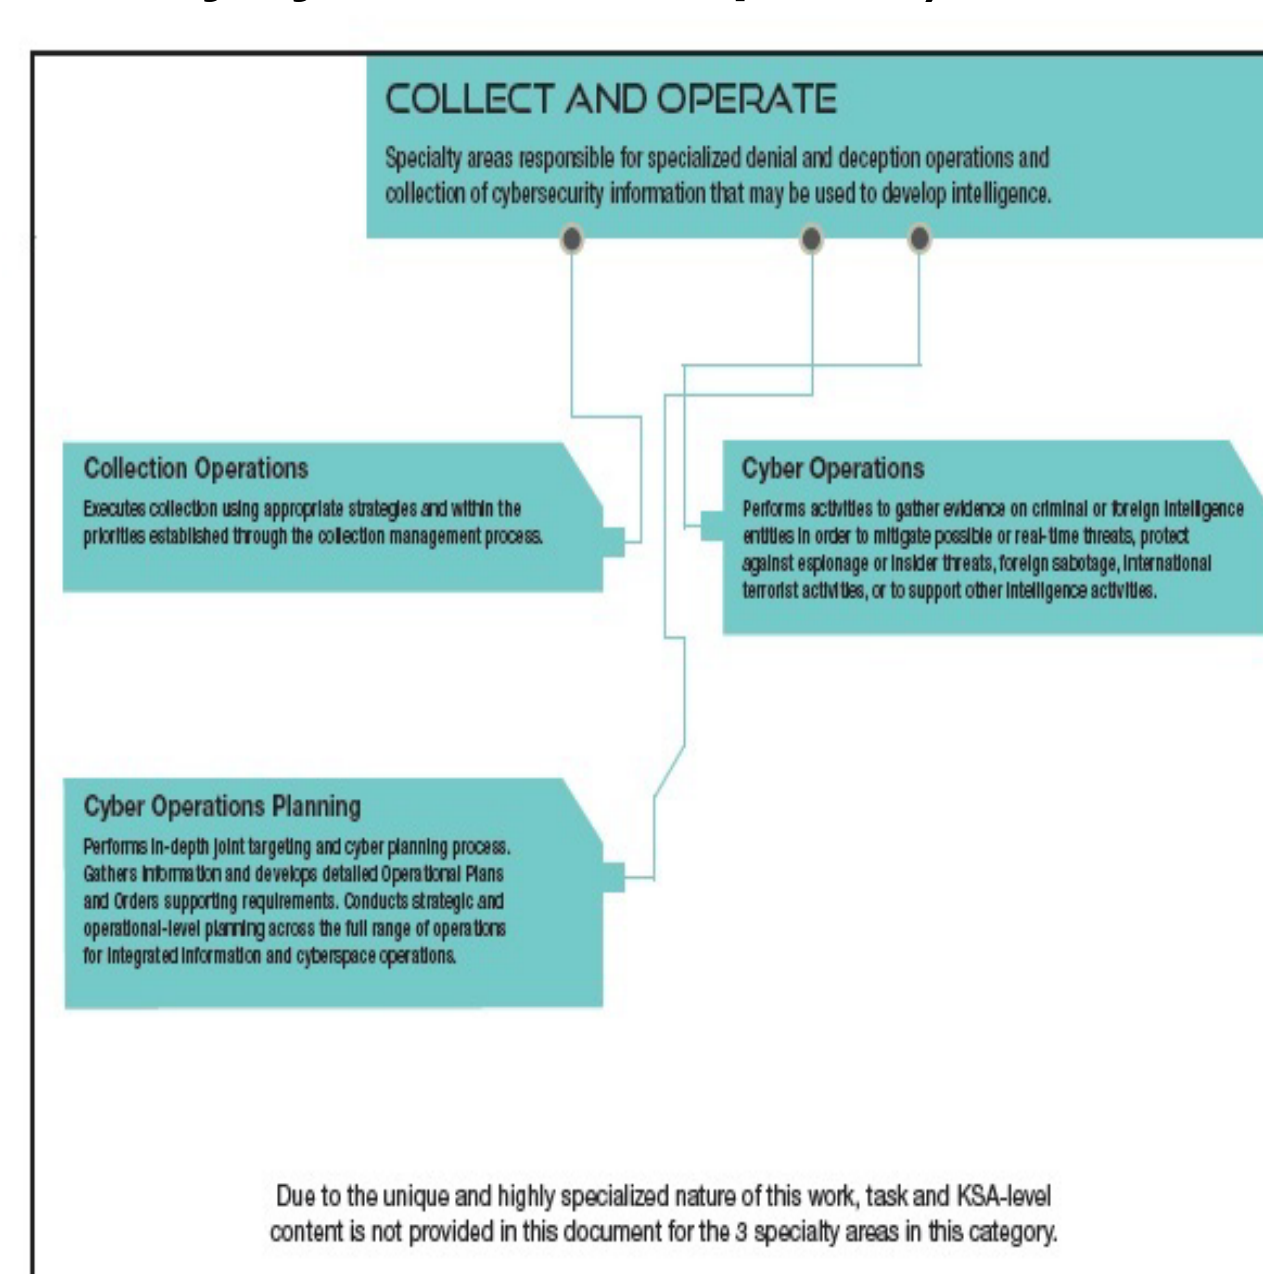 COLLECT AND OPERATE
Specialty areas responsible for specialized denial and deception operations and
collection of cybersecurity information that may be used to develop intelligence.
Collection Operations
Executes collection using appropriate strategies and within the
priorities established through the collection management process.
Cyber Operations
Performs activities to gather evidence on criminal or foreign intelligence
entities in order to mitigate possible or real-time threats, protect
against espionage or insider threats, foreign sabotage, international
terrorist activities, or to support other intelligence activities.
Cyber Operations Planning
Performs in-depth joint targeting and cyber planning process.
Gathers information and develops detailed Operational Plans
and Orders supporting requirements. Conducts strategic and
operational-level planning across the full range of operations
for integrated information and cyberspace operations.
Due to the unique and highly specialized nature of this work, task and KSA-level
content is not provided in this document for the 3 specialty areas in this category.